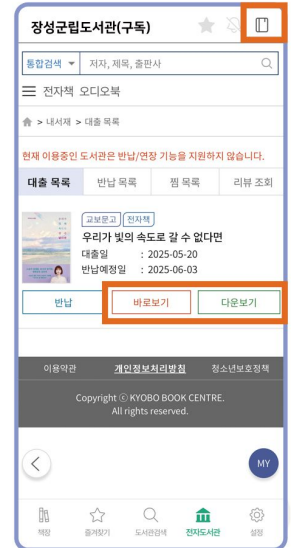 장성군립도서관(구독)
통합검색 ▼ 저자, 제목, 출판사
전자책 오디오북
> 내서재 > 대출 목록
현재 이용중인 도서관은 반납/연장 기능을 지원하지 않습니다.
대출 목록 반납 목록 찜 목록 리뷰 조회
교보문고 전자책
우리가 빛의 속도로 갈 수 없다면
대출일 : 2025-05-20
반납예정일 : 2025-06-03
반납 바로보기 다운보기
이용약관 개인정보처리방침 청소년보호정책
Copyright ⓒ KYOBO BOOK CENTRE.
All rights reserved.
< MY
책장 즐겨찾기 도서관검색 전자도서관 설정